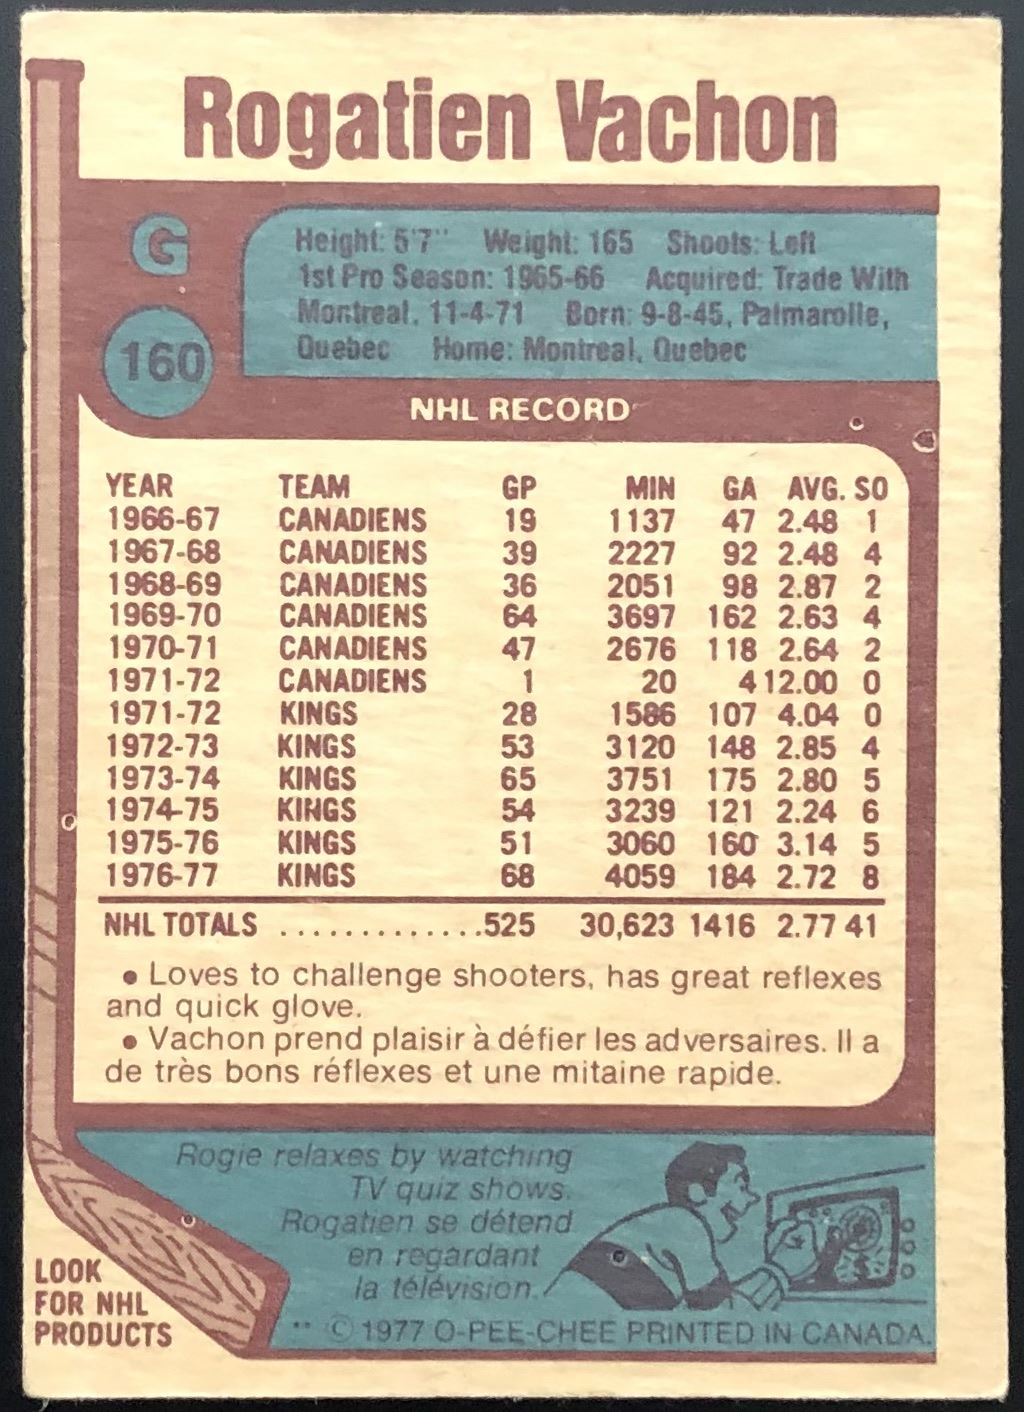 Rogatien Vachon
G
160
Height: 5'7" Weight: 165 Shoots: Left
1st Pro Season: 1965-66 Acquired: Trade With
Montreal, 11-4-71 Born: 9-8-45, Palmarolle,
Quebec Home: Montreal, Quebec
NHL RECORD
YEAR TEAM GP MIN GA AVG. SO
1966-67 CANADIENS 19 1137 47 2.48 1
1967-68 CANADIENS 39 2227 92 2.48 4
1968-69 CANADIENS 36 2051 98 2.87 2
1969-70 CANADIENS 64 3697 162 2.63 4
1970-71 CANADIENS 47 2676 118 2.64 2
1971-72 CANADIENS 1 20 4 12.00 0
1971-72 KINGS 28 1586 107 4.04 0
1972-73 KINGS 53 3120 148 2.85 4
1973-74 KINGS 65 3751 175 2.80 5
1974-75 KINGS 54 3239 121 2.24 6
1975-76 KINGS 51 3060 160 3.14 5
1976-77 KINGS 68 4059 184 2.72 8
NHL TOTALS ..............525 30,623 1416 2.77 41
• Loves to challenge shooters, has great reflexes
and quick glove.
• Vachon prend plaisir à défier les adversaires. Il a
de très bons réflexes et une mitaine rapide.
Rogie relaxes by watching
TV quiz shows.
Rogatien se détend
en regardant
la télévision.
LOOK
FOR NHL
PRODUCTS
** © 1977 O-PEE-CHEE PRINTED IN CANADA.